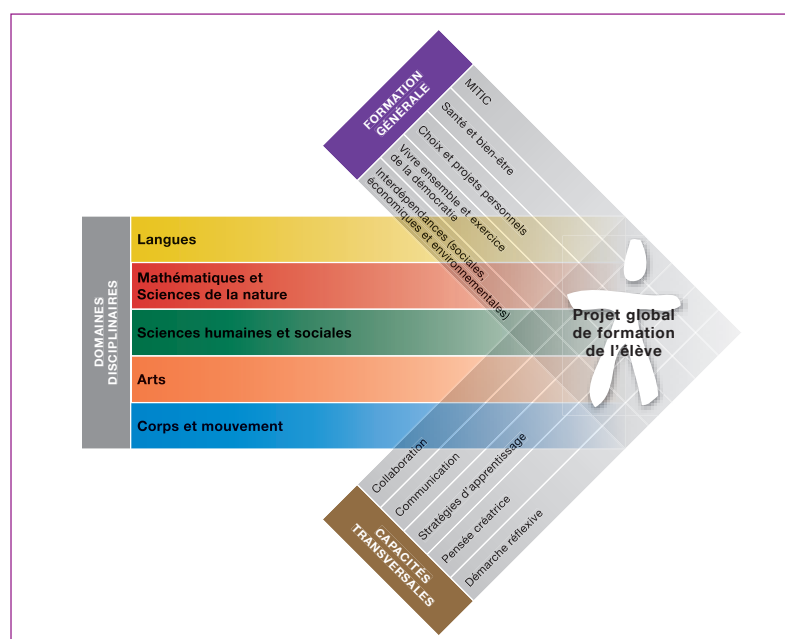 FORMATION
GÉNÉRALE
MITIC
Santé et bien-être
Choix et projets personnels
Vivre ensemble et exercice
de la démocratie
Interdépendances (sociales,
économiques et environnementales)
DOMAINES
DISCIPLINAIRES
Langues
Mathématiques et
Sciences de la nature
Sciences humaines et sociales
Arts
Corps et mouvement
Projet global
de formation
de l'élève
Collaboration
Communication
Stratégies d'apprentissage
Pensée créatrice
Démarche réflexive
CAPACITÉS
TRANSVERSALES